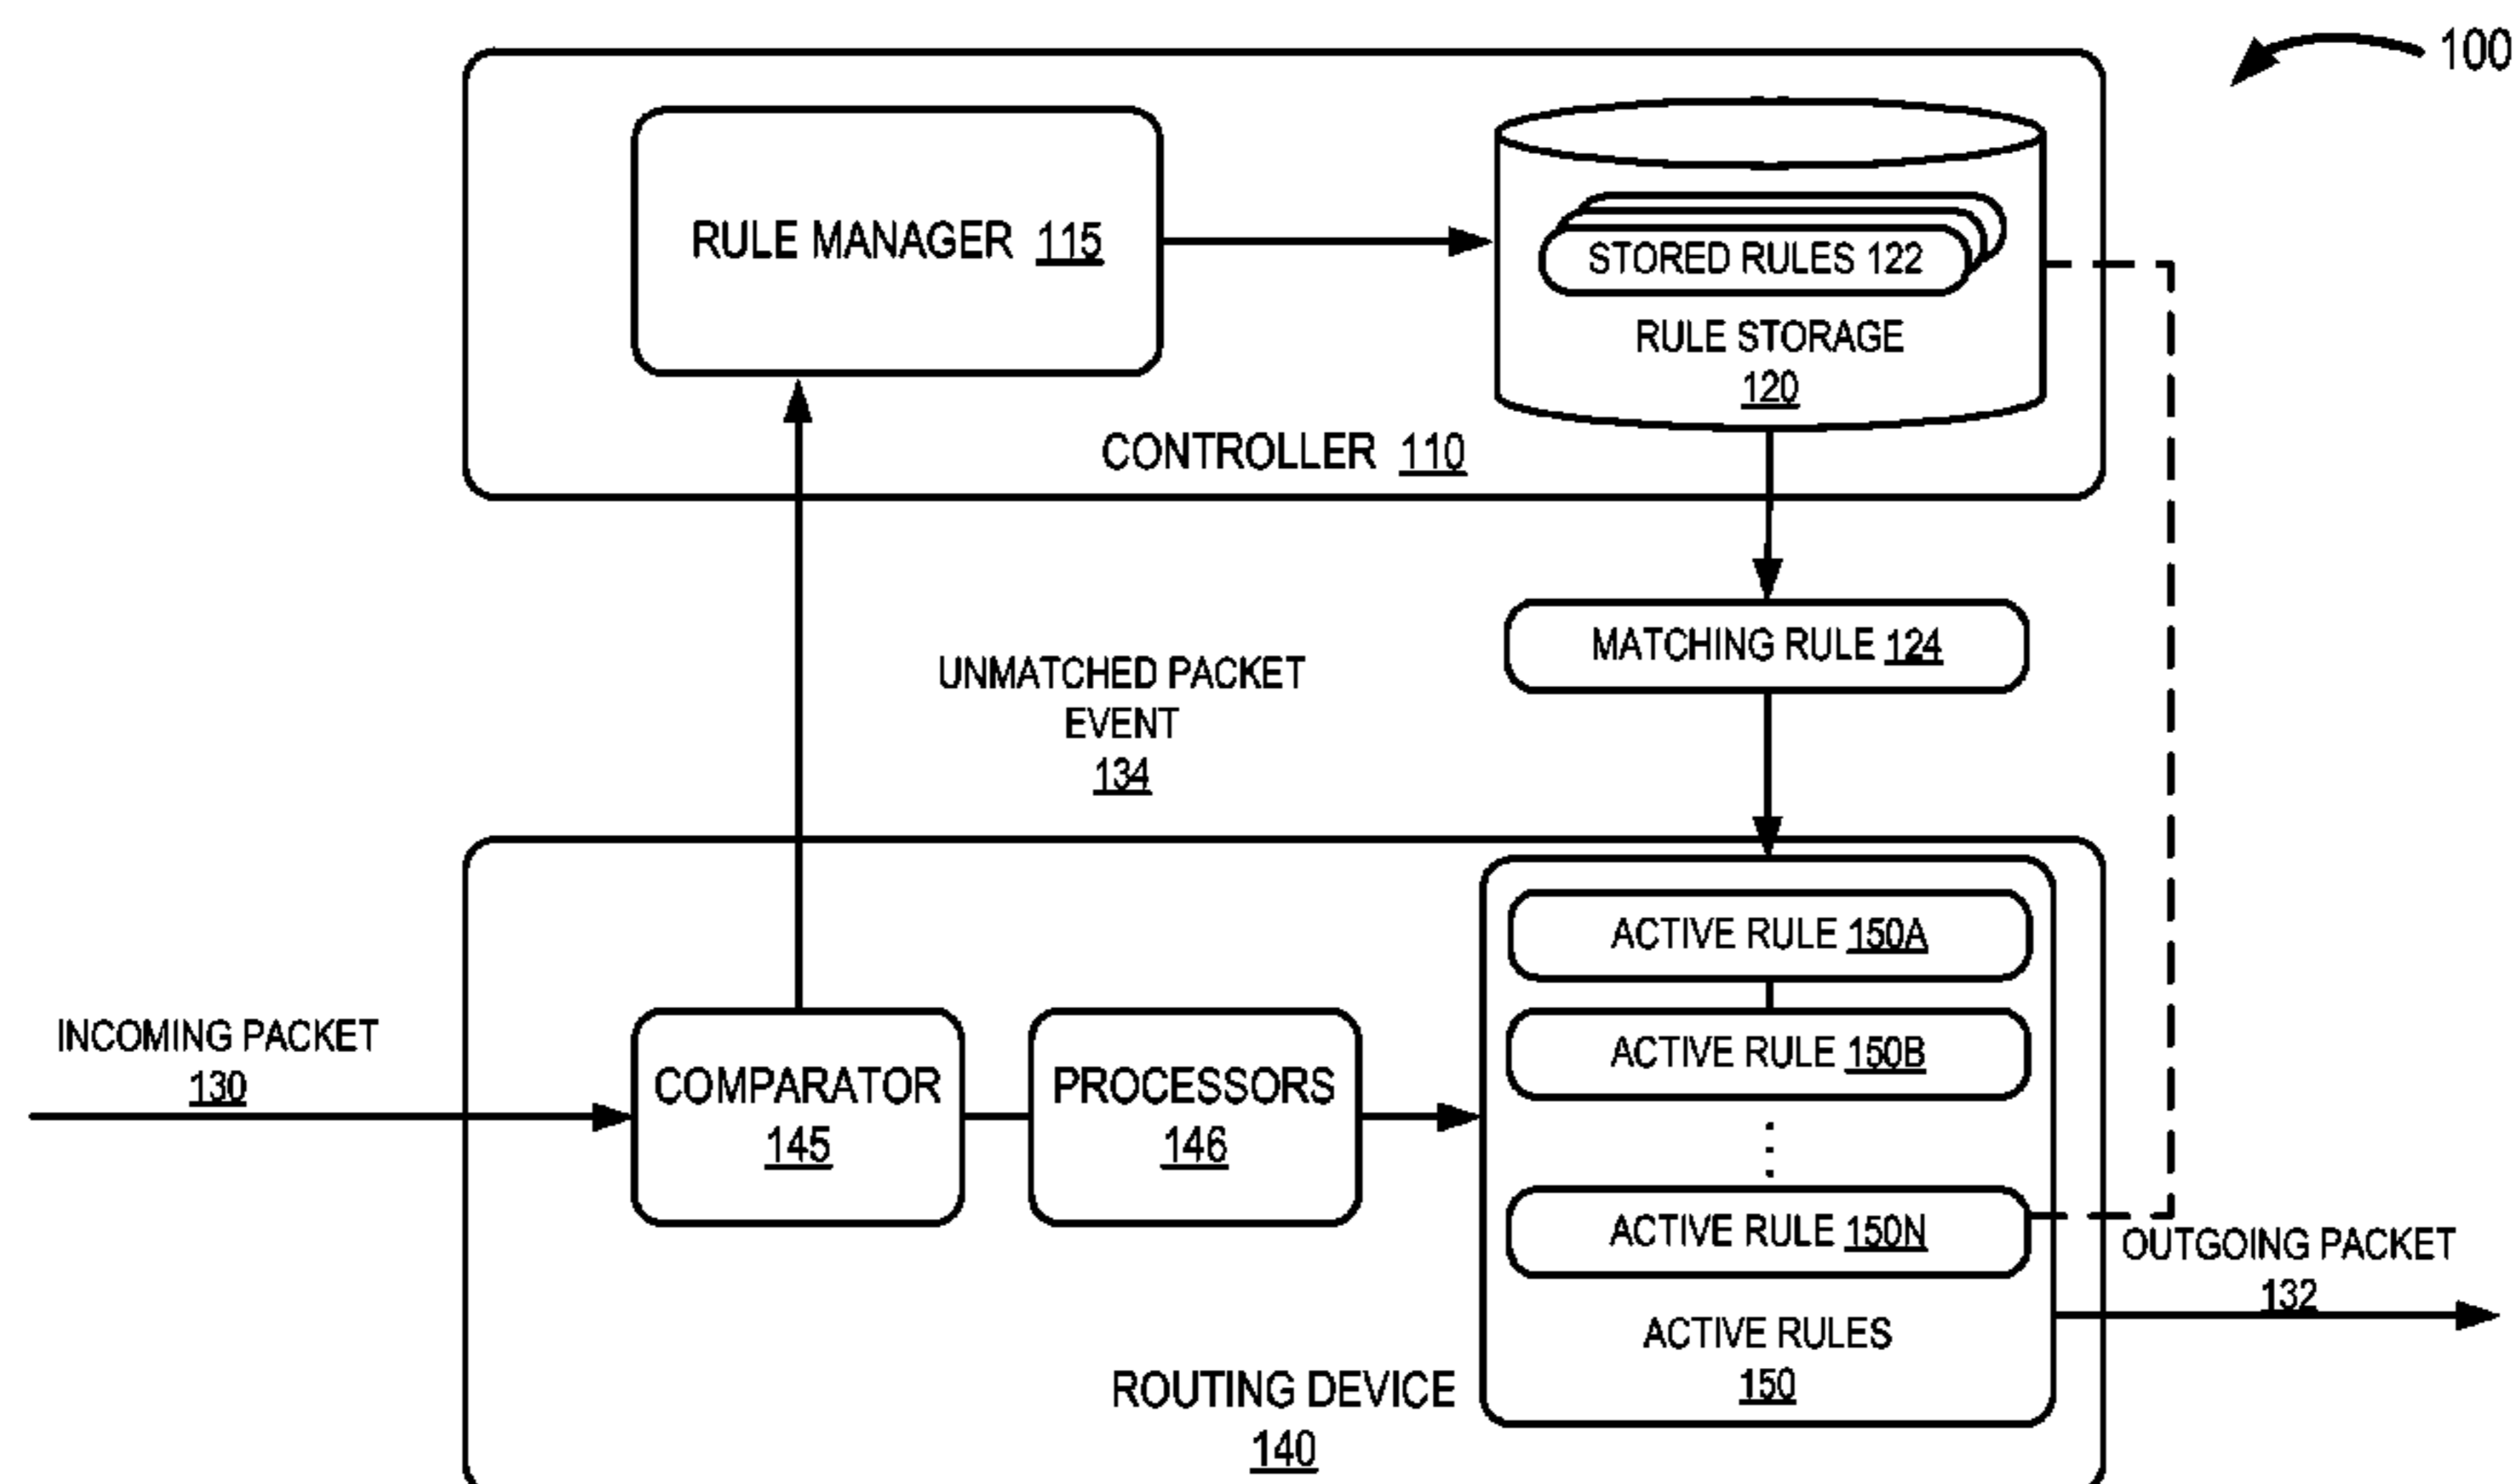 100
RULE MANAGER 115
STORED RULES 122
RULE STORAGE
120
CONTROLLER 110
MATCHING RULE 124
UNMATCHED PACKET
EVENT
134
ACTIVE RULE 150A
INCOMING PACKET
130
COMPARATOR
145
PROCESSORS
146
ACTIVE RULE 150B
⋮
ACTIVE RULE 150N
OUTGOING PACKET
132
ACTIVE RULES
150
ROUTING DEVICE
140